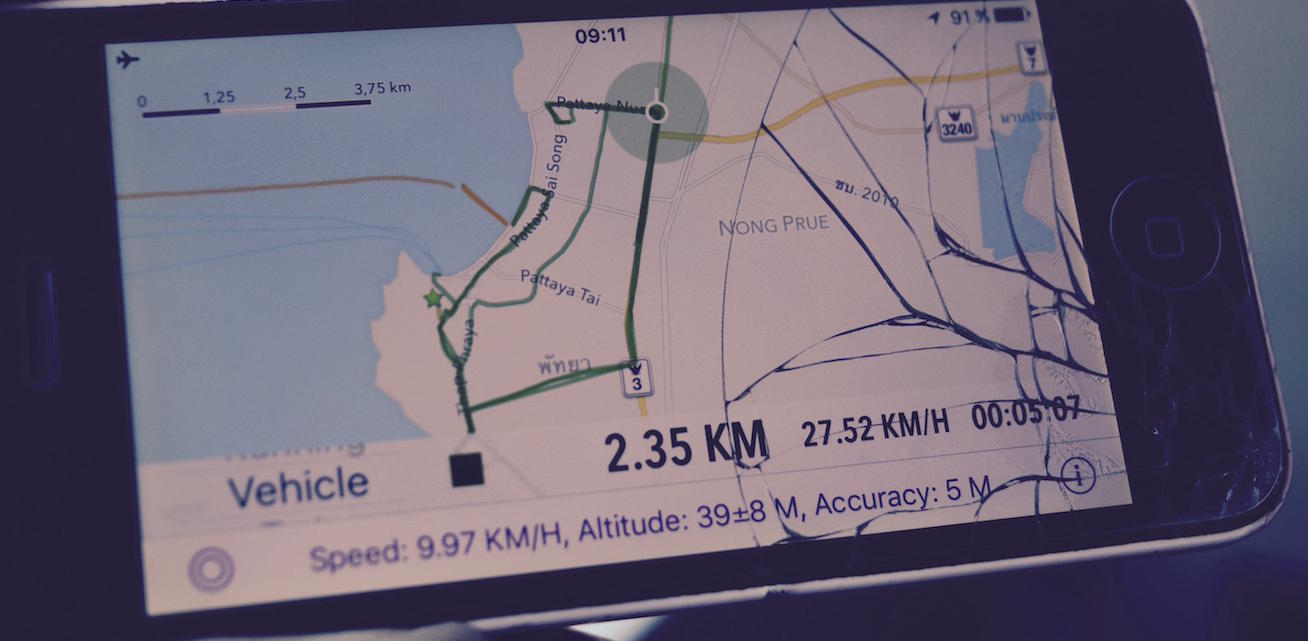 09:11
91 %
0 1,25 2,5 3,75 km
7
Pattaya Nuea
3240
Pattaya Sai Song
ชบ. 2010
NONG PRUE
Pattaya Tai
พัทยา
3
2.35 KM 27.52 KM/H 00:05:07
Running
Vehicle
Speed: 9.97 KM/H, Altitude: 39±8 M, Accuracy: 5 M
i